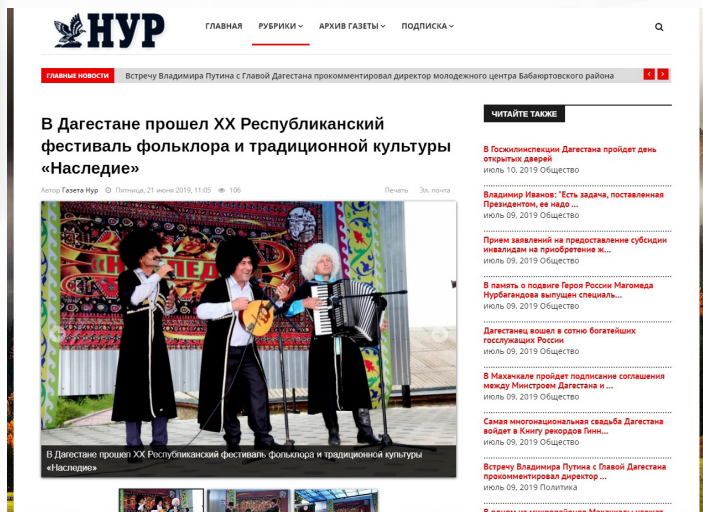 НУР
ГЛАВНАЯ РУБРИКИ АРХИВ ГАЗЕТЫ ПОДПИСКА
ГЛАВНЫЕ НОВОСТИ Встречу Владимира Путина с Главой Дагестана прокомментировал директор молодежного центра Бабаюртовского района
В Дагестане прошел XX Республиканский
фестиваль фольклора и традиционной культуры
«Наследие»
Автор Газета Нур Пятница, 21 июня 2019, 11:05 106 Печать Эл. почта
В Дагестане прошел XX Республиканский фестиваль фольклора и традиционной культуры
«Наследие»
ЧИТАЙТЕ ТАКЖЕ
В Госжилинспекции Дагестана пройдет день
открытых дверей
июль 10, 2019 Общество
Владимир Иванов: "Есть задача, поставленная
Президентом, ее надо ...
июль 09, 2019 Общество
Прием заявлений на предоставление субсидии
инвалидам на приобретение ж...
июль 09, 2019 Общество
В память о подвиге Героя России Магомеда
Нурбагандова выпущен специаль...
июль 09, 2019 Общество
Дагестанец вошел в сотню богатейших
госслужащих России
июль 09, 2019 Общество
В Махачкале пройдет подписание соглашения
между Минстроем Дагестана и ...
июль 09, 2019 Общество
Самая многонациональная свадьба Дагестана
войдет в Книгу рекордов Гинн...
июль 09, 2019 Общество
Встречу Владимира Путина с Главой Дагестана
прокомментировал директор ...
июль 09, 2019 Политика